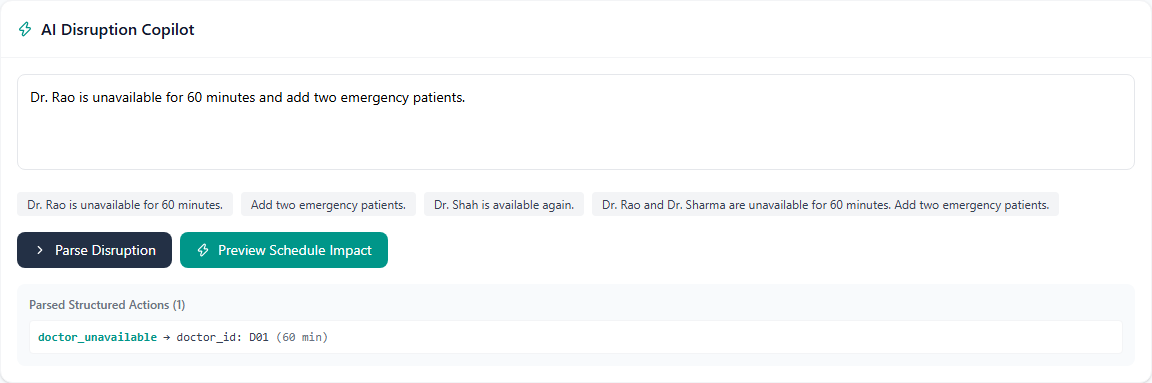 AI Disruption Copilot
Dr. Rao is unavailable for 60 minutes and add two emergency patients.
Dr. Rao is unavailable for 60 minutes. Add two emergency patients. Dr. Shah is available again. Dr. Rao and Dr. Sharma are unavailable for 60 minutes. Add two emergency patients.
Parse Disruption Preview Schedule Impact
Parsed Structured Actions (1)
doctor_unavailable → doctor_id: D01 (60 min)